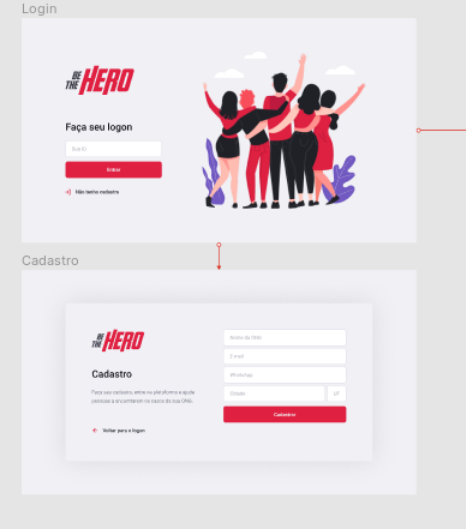 Login
BE
THE HERO
Faça seu logon
Sua ID
Entrar
Não tenho cadastro
Cadastro
BE
THE HERO
Nome da ONG
E-mail
Cadastro
WhatsApp
Faça seu cadastro, entre na plataforma e ajude
pessoas a encontrarem os casos da sua ONG.
Cidade
UF
Cadastrar
Voltar para o logon